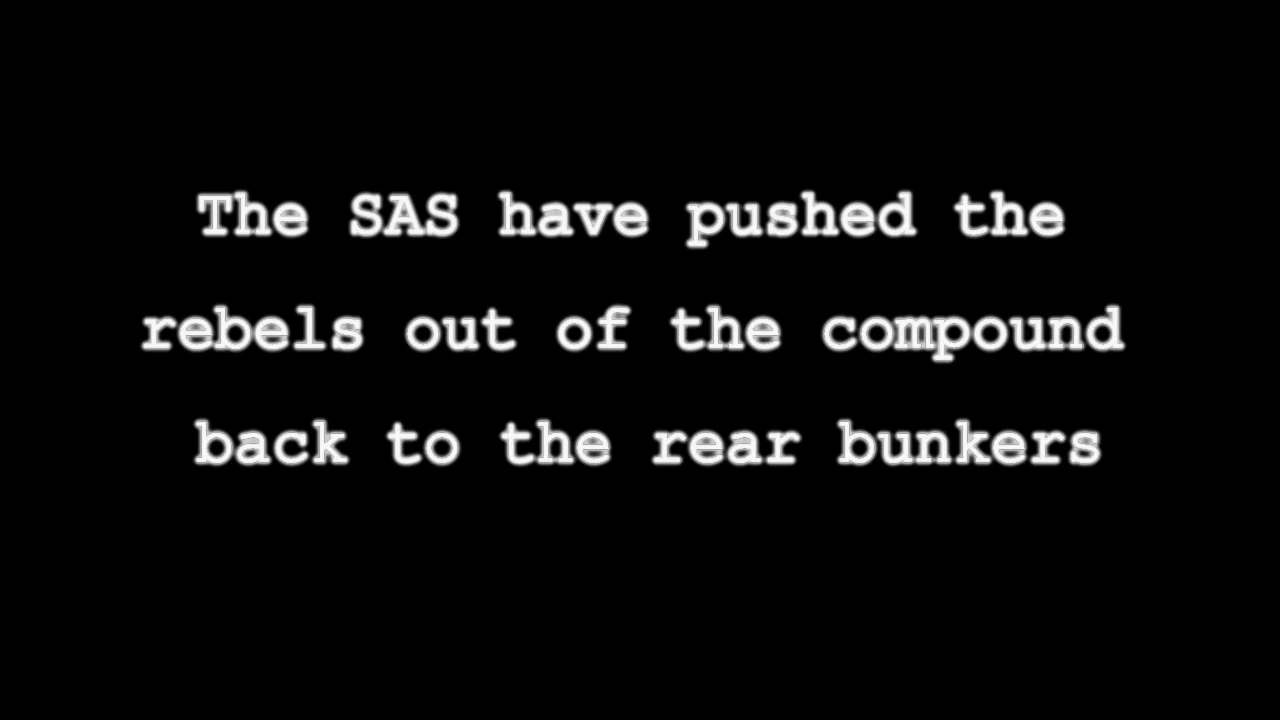 The SAS have pushed the
rebels out of the compound
back to the rear bunkers